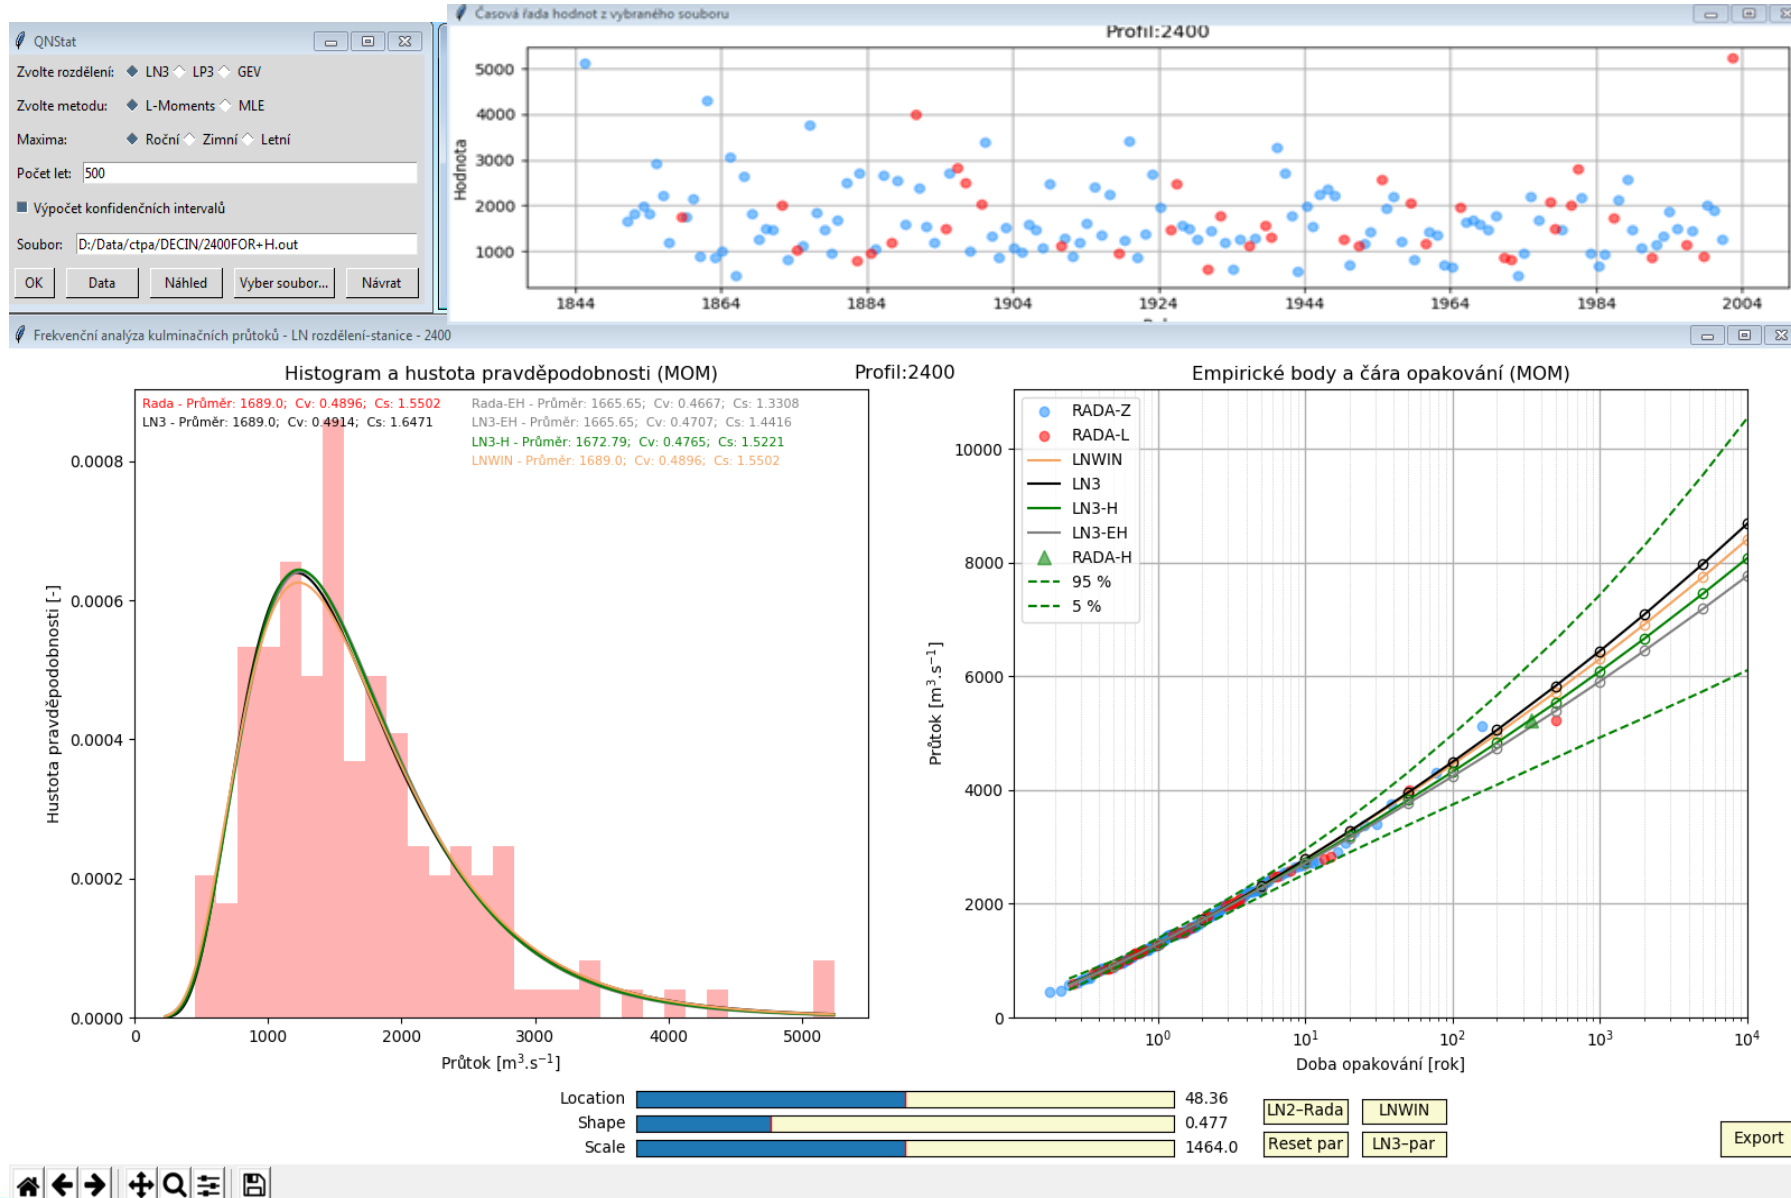 QNStat
Zvolte rozdělení: LN3 LP3 GEV
Zvolte metodu: L-Moments MLE
Maxima: Roční Zimní Letní
Počet let: 500
Výpočet konfidenčních intervalů
Soubor: D:/Data/ctpa/DECIN/2400FOR+H.out
OK Data Náhled Vyber soubor... Návrat
Časová řada hodnot z vybraného souboru
Profil:2400
Hodnota
5000
4000
3000
2000
1000
1844 1864 1884 1904 1924 1944 1964 1984 2004
Frekvenční analýza kulminačních průtoků - LN rozdělení-stanice - 2400
Histogram a hustota pravděpodobnosti (MOM)
Profil:2400
Empirické body a čára opakování (MOM)
Rada - Průměr: 1689.0; Cv: 0.4896; Cs: 1.5502
LN3 - Průměr: 1689.0; Cv: 0.4914; Cs: 1.6471
Rada-EH - Průměr: 1665.65; Cv: 0.4667; Cs: 1.3308
LN3-EH - Průměr: 1665.65; Cv: 0.4707; Cs: 1.4416
LN3-H - Průměr: 1672.79; Cv: 0.4765; Cs: 1.5221
LNWIN - Průměr: 1689.0; Cv: 0.4896; Cs: 1.5502
Hustota pravděpodobnosti [-]
0.0008
0.0006
0.0004
0.0002
0.0000
0 1000 2000 3000 4000 5000
Průtok [m³.s⁻¹]
RADA-Z
RADA-L
LNWIN
LN3
LN3-H
LN3-EH
RADA-H
95 %
5 %
Průtok [m³.s⁻¹]
10000
8000
6000
4000
2000
0
10⁰ 10¹ 10² 10³ 10⁴
Doba opakování [rok]
Location 48.36
Shape 0.477
Scale 1464.0
LN2–Rada LNWIN
Reset par LN3–par
Export